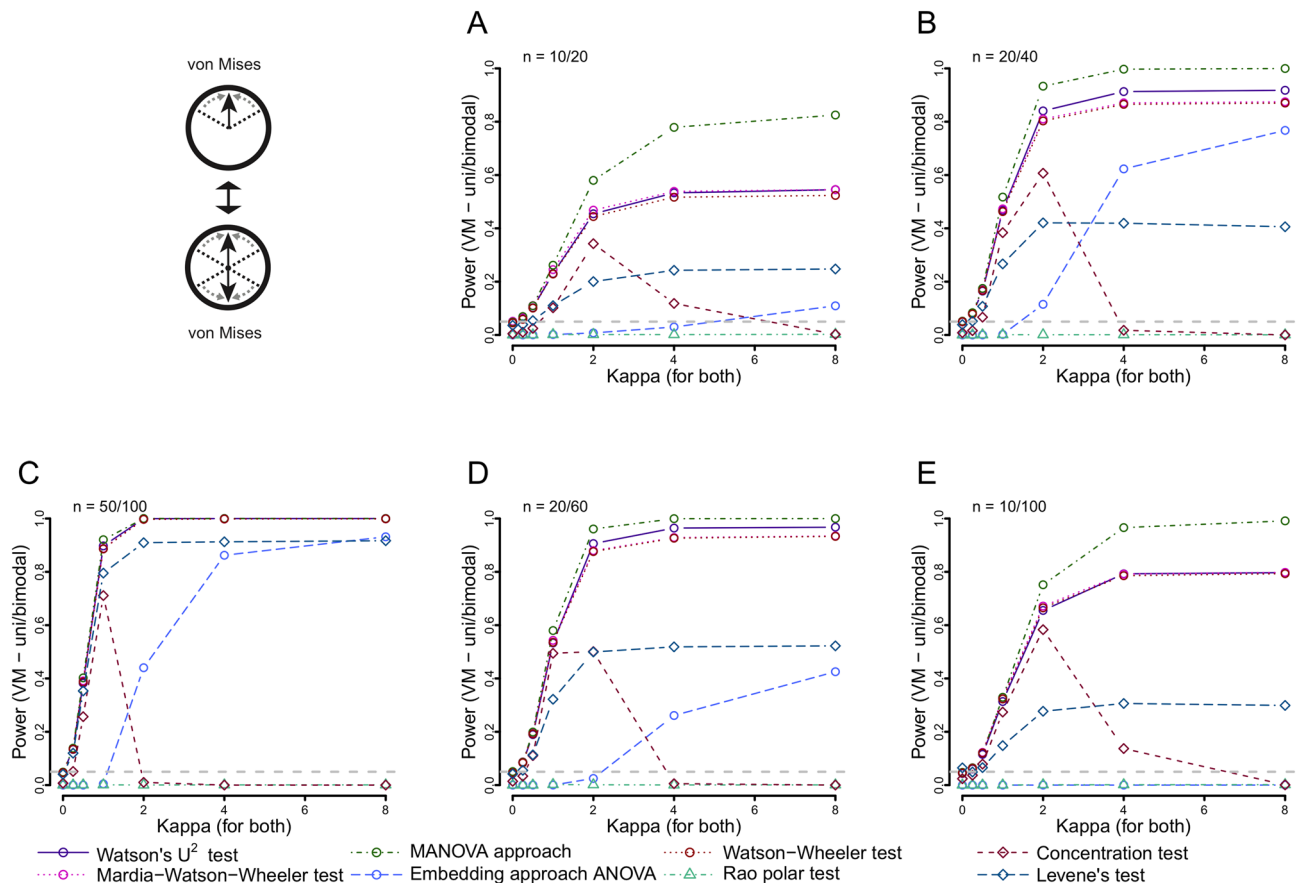 von Mises
von Mises
A
n = 10/20
Power (VM − uni/bimodal)
0.0 0.2 0.4 0.6 0.8 1.0
0 2 4 6 8
Kappa (for both)
B
n = 20/40
Power (VM − uni/bimodal)
0.0 0.2 0.4 0.6 0.8 1.0
0 2 4 6 8
Kappa (for both)
C
n = 50/100
Power (VM − uni/bimodal)
0.0 0.2 0.4 0.6 0.8 1.0
0 2 4 6 8
Kappa (for both)
D
n = 20/60
Power (VM − uni/bimodal)
0.0 0.2 0.4 0.6 0.8 1.0
0 2 4 6 8
Kappa (for both)
E
n = 10/100
Power (VM − uni/bimodal)
0.0 0.2 0.4 0.6 0.8 1.0
0 2 4 6 8
Kappa (for both)
Watson's U² test
MANOVA approach
Watson−Wheeler test
Concentration test
Mardia−Watson−Wheeler test
Embedding approach ANOVA
Rao polar test
Levene's test